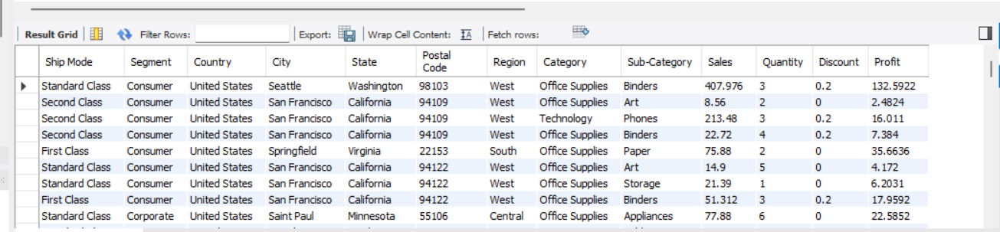 Result Grid Filter Rows: Export: Wrap Cell Content: Fetch rows:
Ship Mode Segment Country City State Postal Code Region Category Sub-Category Sales Quantity Discount Profit
Standard Class Consumer United States Seattle Washington 98103 West Office Supplies Binders 407.976 3 0.2 132.5922
Second Class Consumer United States San Francisco California 94109 West Office Supplies Art 8.56 2 0 2.4824
Second Class Consumer United States San Francisco California 94109 West Technology Phones 213.48 3 0.2 16.011
Second Class Consumer United States San Francisco California 94109 West Office Supplies Binders 22.72 4 0.2 7.384
First Class Consumer United States Springfield Virginia 22153 South Office Supplies Paper 75.88 2 0 35.6636
Standard Class Consumer United States San Francisco California 94122 West Office Supplies Art 14.9 5 0 4.172
Standard Class Consumer United States San Francisco California 94122 West Office Supplies Storage 21.39 1 0 6.2031
First Class Consumer United States San Francisco California 94122 West Office Supplies Binders 51.312 3 0.2 17.9592
Standard Class Corporate United States Saint Paul Minnesota 55106 Central Office Supplies Appliances 77.88 6 0 22.5852